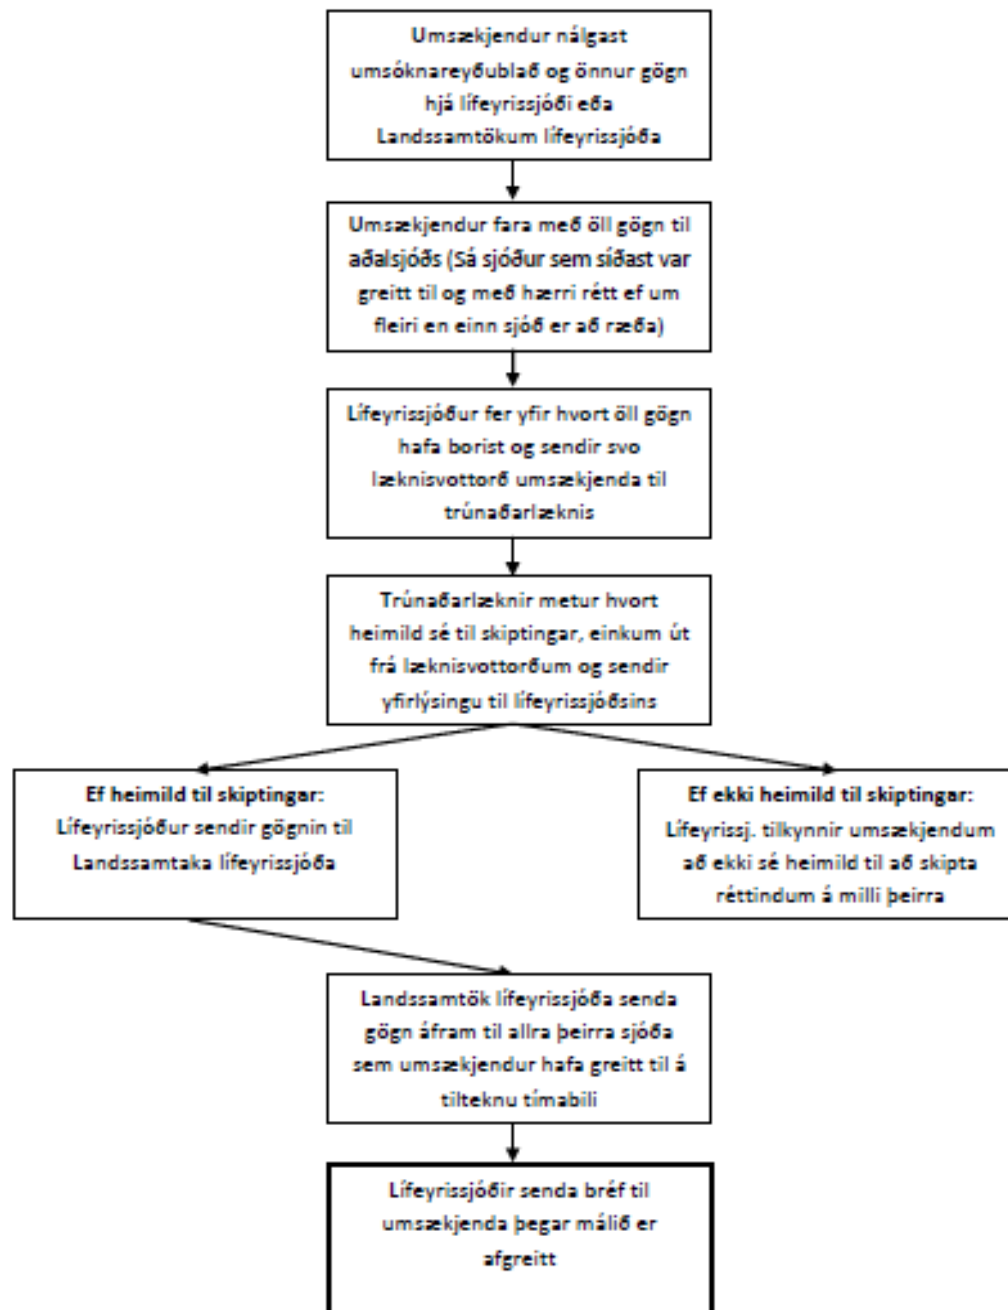 Umsækjendur nálgast
umsóknareyðublað og önnur gögn
hjá lífeyrissjóði eða
Landssamtökum lífeyrissjóða
Umsækjendur fara með öll gögn til
aðalsjóðs (Sá sjóður sem síðast var
greitt til og með hærri rétt ef um
fleiri en einn sjóð er að ræða)
Lífeyrissjóður fer yfir hvort öll gögn
hafa borist og sendir svo
læknisvottorð umsækjenda til
trúnaðarlæknis
Trúnaðarlæknir metur hvort
heimild sé til skiptingar, einkum út
frá læknisvottorðum og sendir
yfirlýsingu til lífeyrissjóðsins
Ef heimild til skiptingar:
Lífeyrissjóður sendir gögnin til
Landssamtaka lífeyrissjóða
Ef ekki heimild til skiptingar:
Lífeyrissj. tilkynnir umsækjendum
að ekki sé heimild til að skipta
réttindum á milli þeirra
Landssamtök lífeyrissjóða senda
gögn áfram til allra þeirra sjóða
sem umsækjendur hafa greitt til á
tilteknu tímabili
Lífeyrissjóðir senda bréf til
umsækjenda þegar málið er
afgreitt